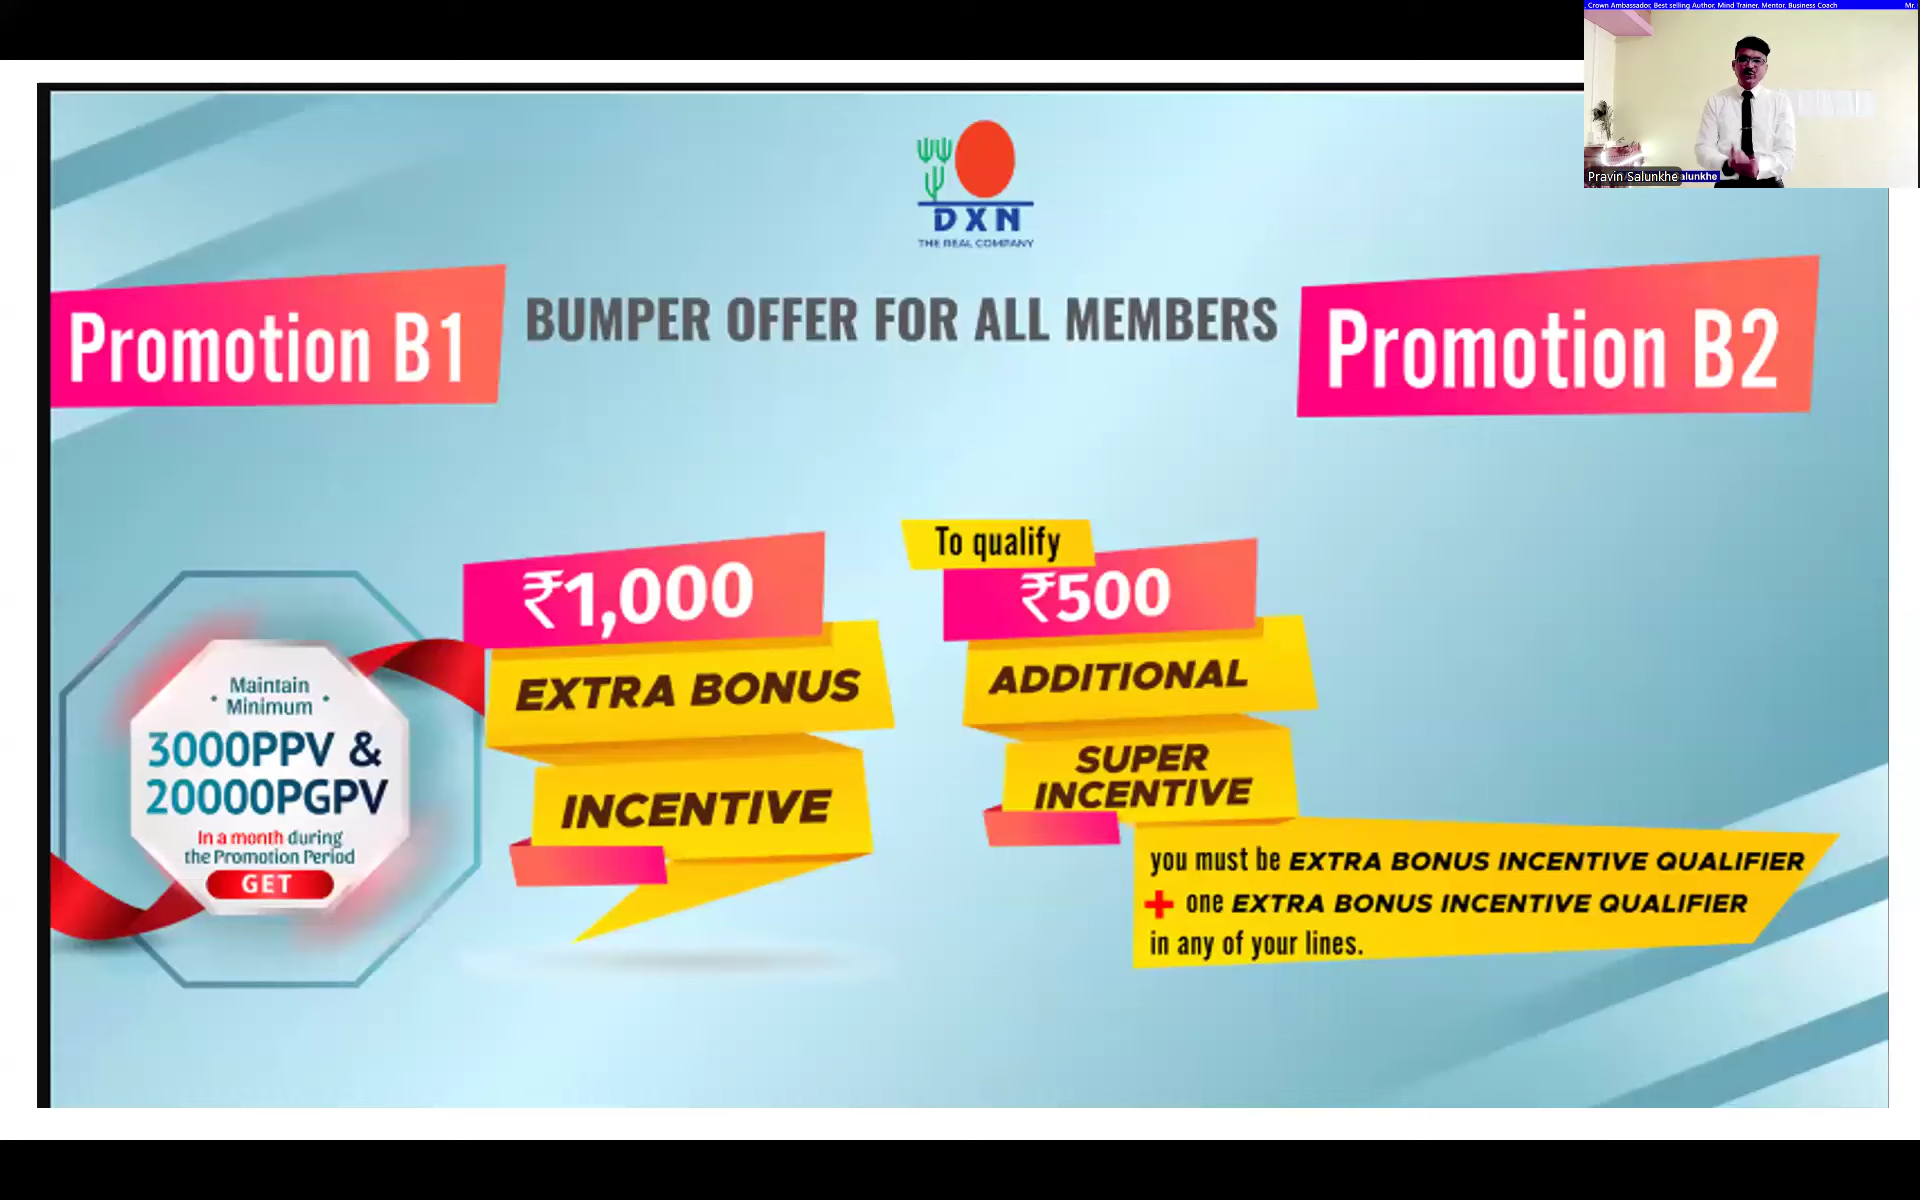 , Crown Ambassador, Best selling Author, Mind Trainer, Mentor, Business Coach
Mr.
Pravin Salunkhe
alunkhe
DXN
THE REAL COMPANY
Promotion B1
BUMPER OFFER FOR ALL MEMBERS
Promotion B2
Maintain
Minimum
3000PPV &
20000PGPV
In a month during
the Promotion Period
GET
₹1,000
EXTRA BONUS
INCENTIVE
To qualify
₹500
ADDITIONAL
SUPER
INCENTIVE
you must be EXTRA BONUS INCENTIVE QUALIFIER
+ one EXTRA BONUS INCENTIVE QUALIFIER
in any of your lines.